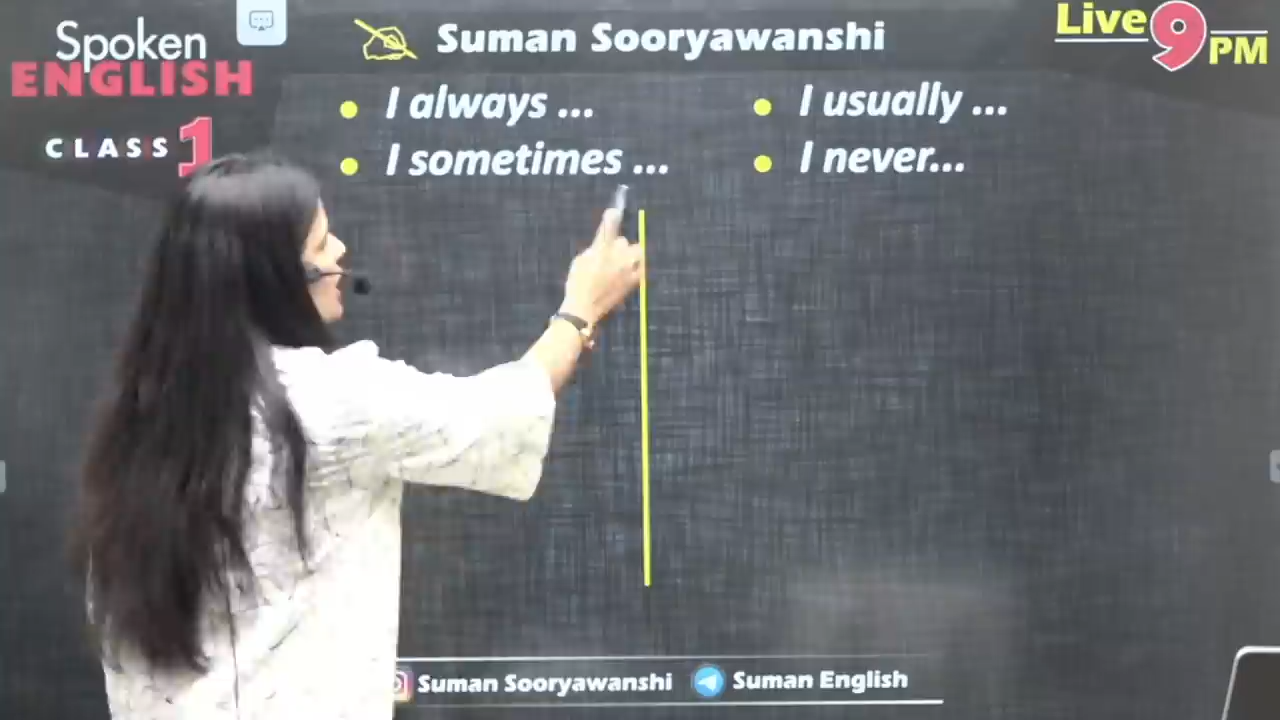 Spoken
ENGLISH
CLASS 1
Suman Sooryawanshi
Live 9 PM
I always ...
I usually ...
I sometimes ...
I never...
Suman Sooryawanshi
Suman English